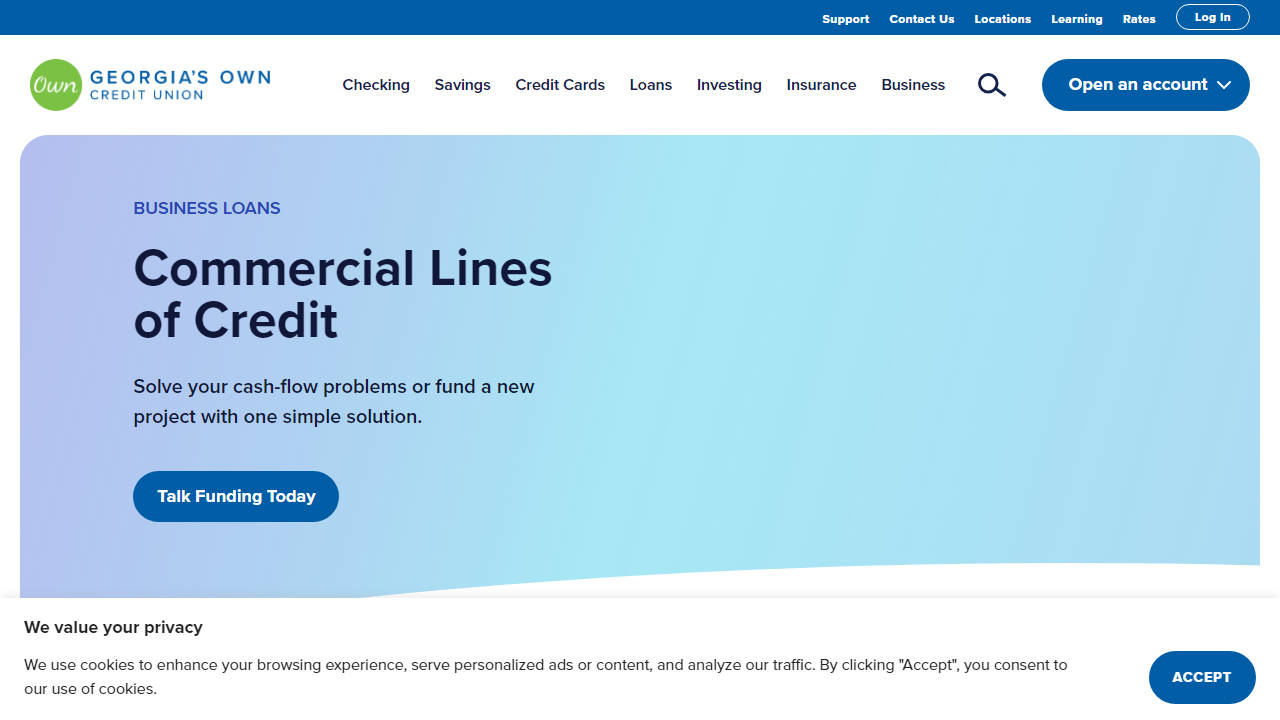 Support Contact Us Locations Learning Rates Log In
Own GEORGIA'S OWN
CREDIT UNION
Checking Savings Credit Cards Loans Investing Insurance Business Open an account
BUSINESS LOANS
Commercial Lines
of Credit
Solve your cash-flow problems or fund a new
project with one simple solution.
Talk Funding Today
We value your privacy
We use cookies to enhance your browsing experience, serve personalized ads or content, and analyze our traffic. By clicking "Accept", you consent to
our use of cookies.
ACCEPT